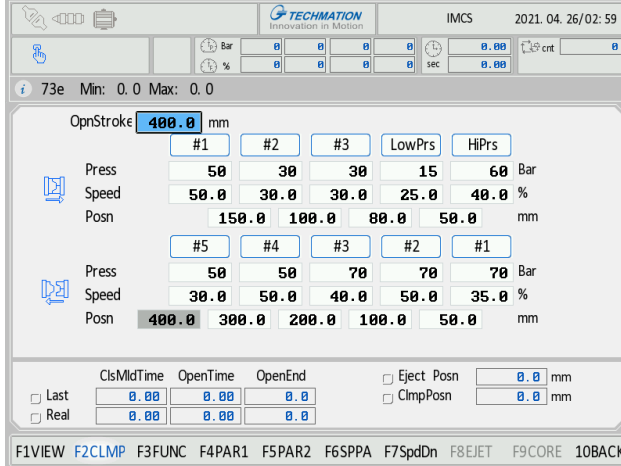 TECHMATION IMCS 2021. 04. 26/02: 59
Innovation in Motion
Bar 0 0 0 0 0.00 cnt 0
% 0 0 0 0 sec 0.00
i 73e Min: 0. 0 Max: 0. 0
OpnStroke 400.0 mm
#1 #2 #3 LowPrs HiPrs
Press 50 30 30 15 60 Bar
Speed 50.0 30.0 30.0 25.0 40.0 %
Posn 150.0 100.0 80.0 50.0 mm
#5 #4 #3 #2 #1
Press 50 50 70 70 70 Bar
Speed 30.0 50.0 40.0 50.0 35.0 %
Posn 400.0 300.0 200.0 100.0 50.0 mm
ClsMldTime OpenTime OpenEnd Eject Posn 0.0 mm
Last 0.00 0.00 0.0 ClmpPosn 0.0 mm
Real 0.00 0.00 0.0
F1VIEW F2CLMP F3FUNC F4PAR1 F5PAR2 F6SPPA F7SpdDn F8EJET F9CORE 10BACK